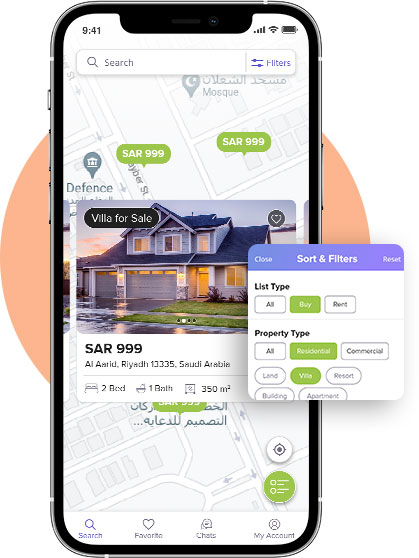 9:41
Search
Filters
مسجد الشعلان
Mosque
SAR 999
SAR 999
Defence
Villa for Sale
SAR 999
Al Aarid, Riyadh 13335, Saudi Arabia
2 Bed
1 Bath
350 m²
SAR 999
التصميم للدعاية...
Search
Favorite
Chats
My Account
Close
Sort & Filters
Reset
List Type
All
Buy
Rent
Property Type
All
Residential
Commercial
Land
Villa
Resort
Building
Apartment